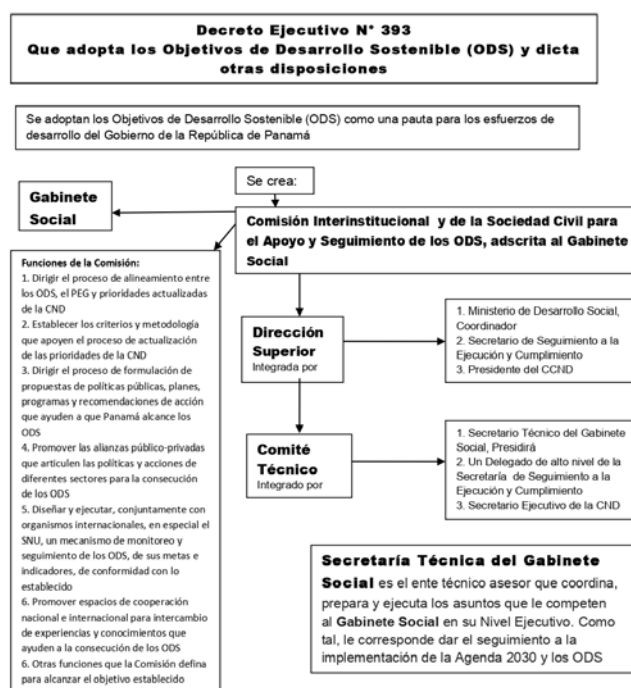 Decreto Ejecutivo N° 393
Que adopta los Objetivos de Desarrollo Sostenible (ODS) y dicta
otras disposiciones
Se adoptan los Objetivos de Desarrollo Sostenible (ODS) como una pauta para los esfuerzos de
desarrollo del Gobierno de la República de Panamá
Se crea:
Gabinete
Social
Comisión Interinstitucional y de la Sociedad Civil para
el Apoyo y Seguimiento de los ODS, adscrita al Gabinete
Social
Funciones de la Comisión:
1. Dirigir el proceso de alineamiento entre
los ODS, el PEG y prioridades actualizadas
de la CND
2. Establecer los criterios y metodología
que apoyen el proceso de actualización
de las prioridades de la CND
3. Dirigir el proceso de formulación de
propuestas de políticas públicas, planes,
programas y recomendaciones de acción
que ayuden a que Panamá alcance los
ODS
4. Promover las alianzas público-privadas
que articulen las políticas y acciones de
diferentes sectores para la consecución
de los ODS
5. Diseñar y ejecutar, conjuntamente con
organismos internacionales, en especial el
SNU, un mecanismo de monitoreo y
seguimiento de los ODS, de sus metas e
indicadores, de conformidad con lo
establecido
6. Promover espacios de cooperación
nacional e internacional para intercambio
de experiencias y conocimientos que
ayuden a la consecución de los ODS
6. Otras funciones que la Comisión defina
para alcanzar el objetivo establecido
Dirección
Superior
Integrada por
1. Ministerio de Desarrollo Social,
Coordinador
2. Secretario de Seguimiento a la
Ejecución y Cumplimiento
3. Presidente del CCND
Comité
Técnico
Integrado por
1. Secretario Técnico del Gabinete
Social, Presidirá
2. Un Delegado de alto nivel de la
Secretaría de Seguimiento a la
Ejecución y Cumplimiento
3. Secretario Ejecutivo de la CND
Secretaría Técnica del Gabinete
Social es el ente técnico asesor que coordina,
prepara y ejecuta los asuntos que le competen
al Gabinete Social en su Nivel Ejecutivo. Como
tal, le corresponde dar el seguimiento a la
implementación de la Agenda 2030 y los ODS